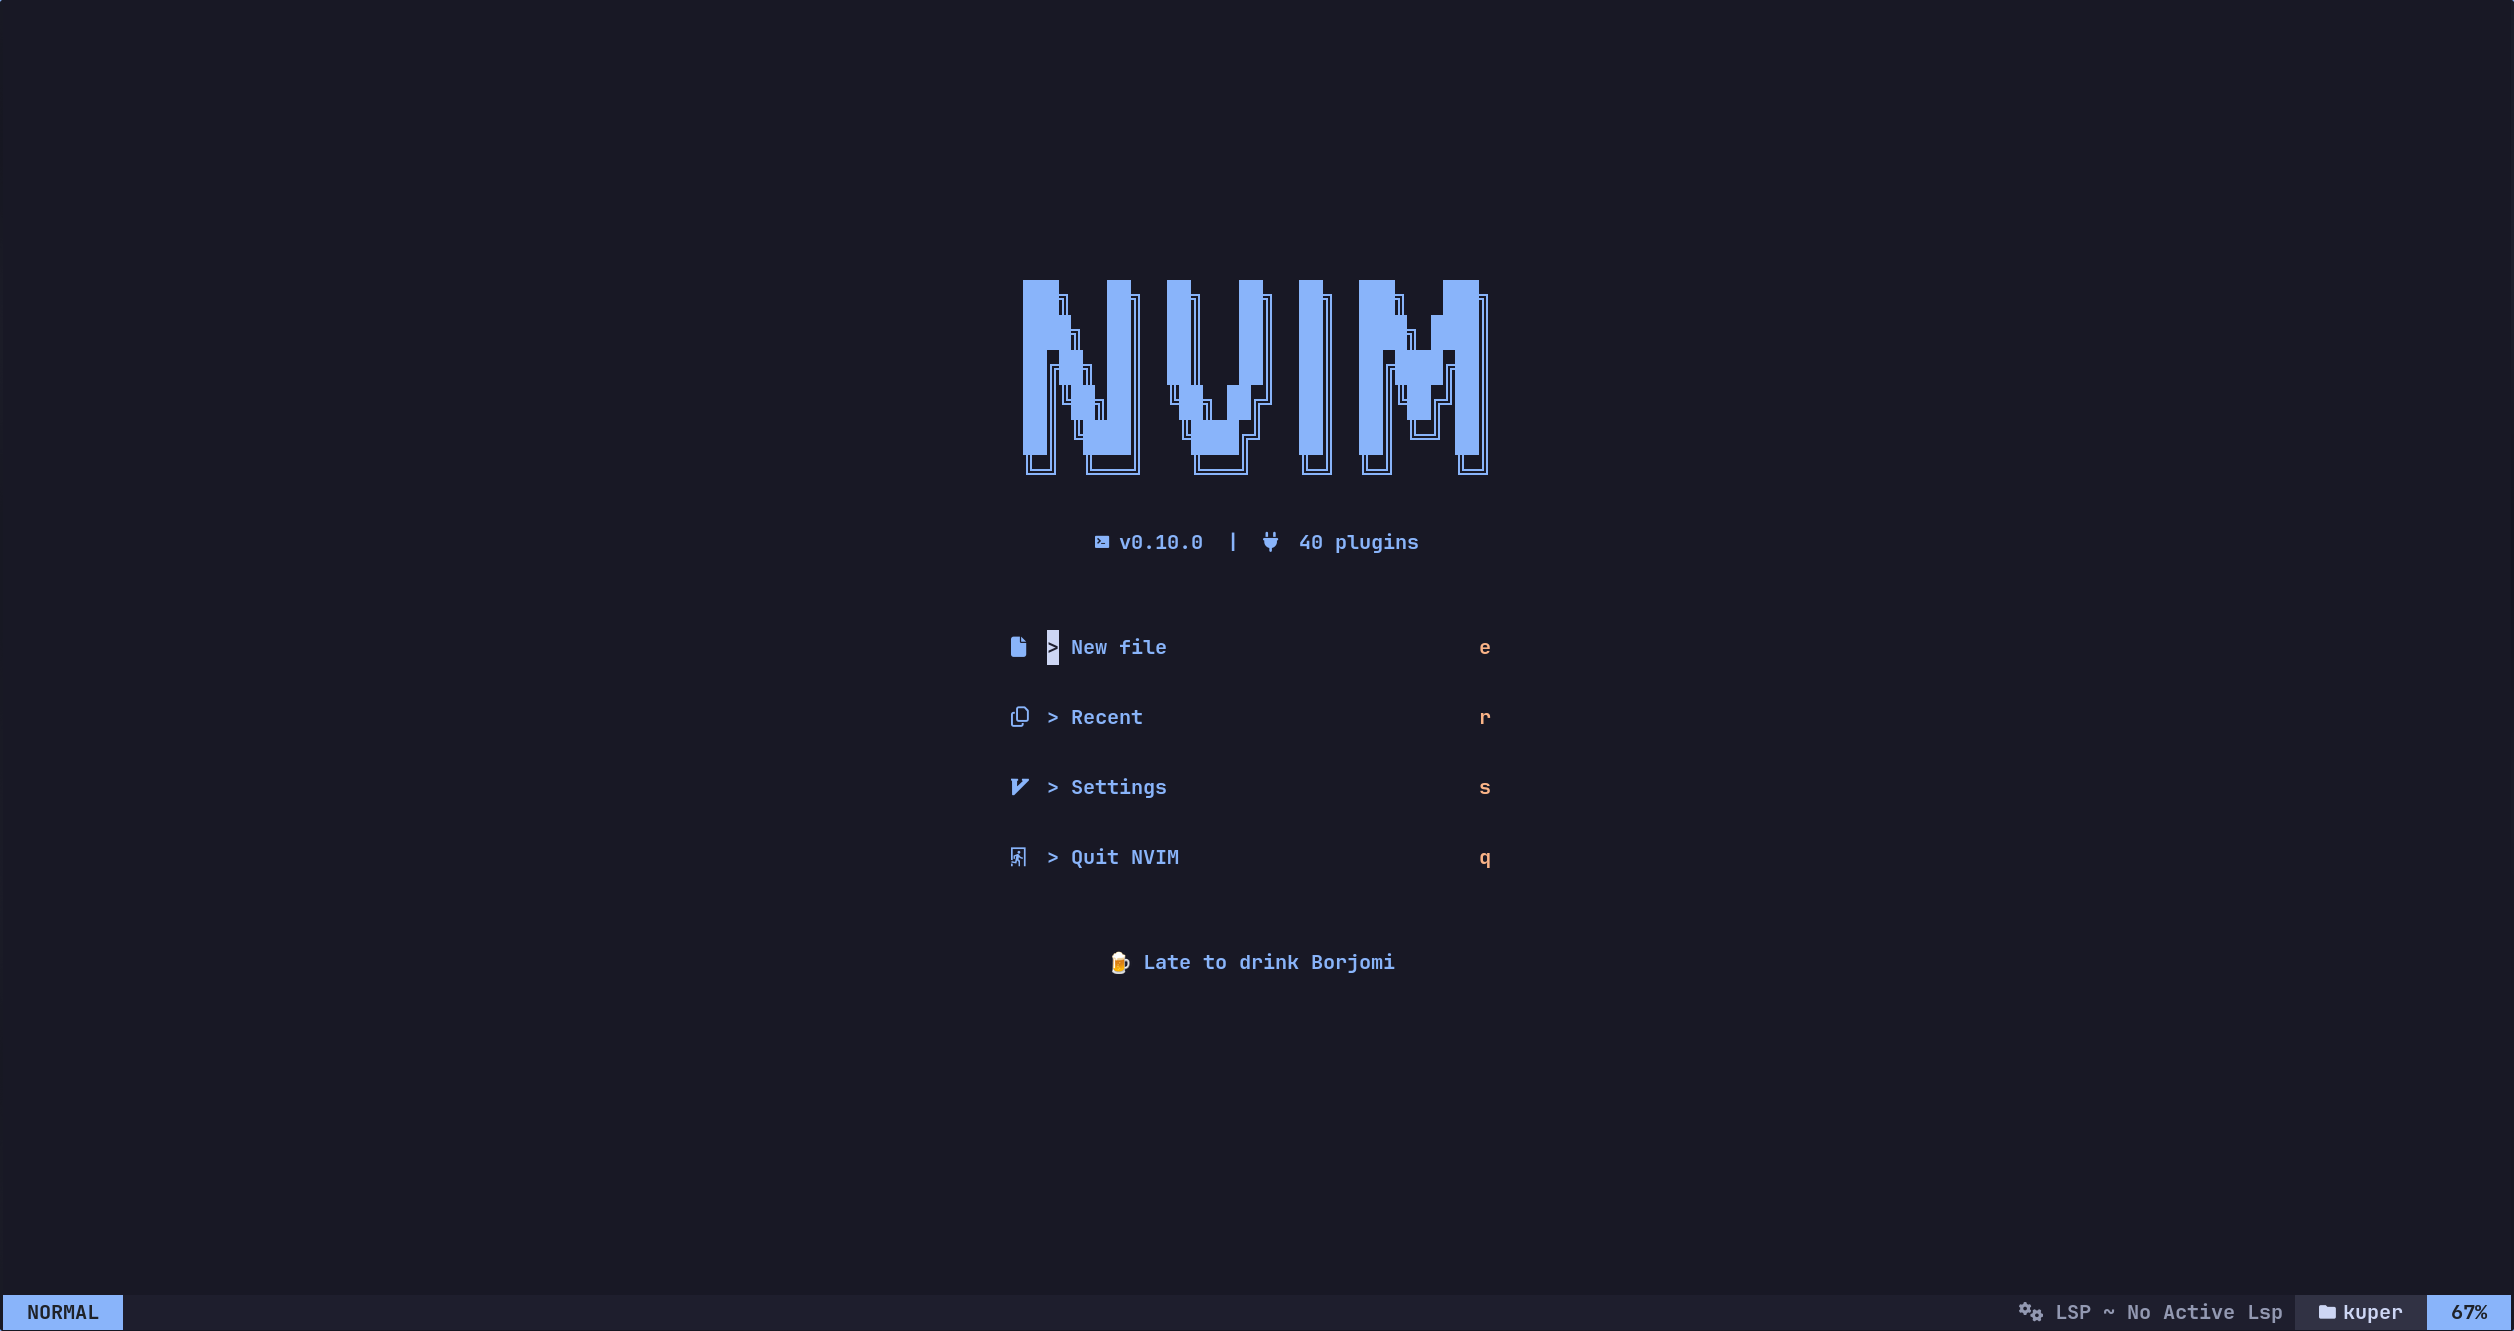 NVIM
v0.10.0 | 40 plugins
> New file e
> Recent r
> Settings s
> Quit NVIM q
🍺 Late to drink Borjomi
NORMAL LSP ~ No Active Lsp kuper 67%